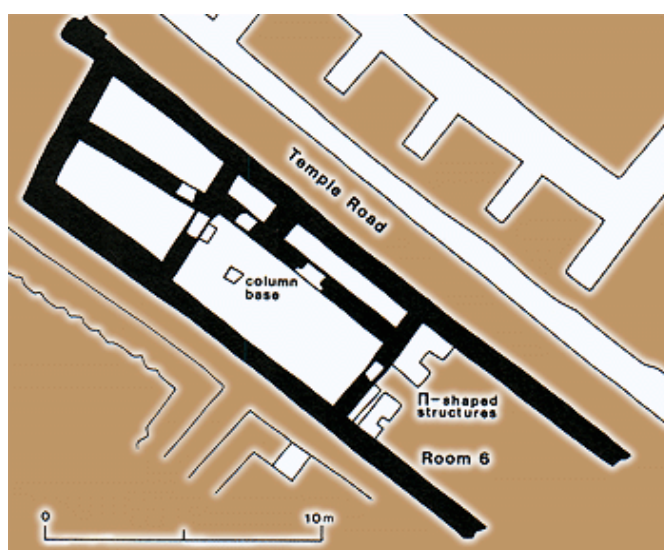 Temple Road
column
base
Π-shaped
structures
Room 6
0
10m